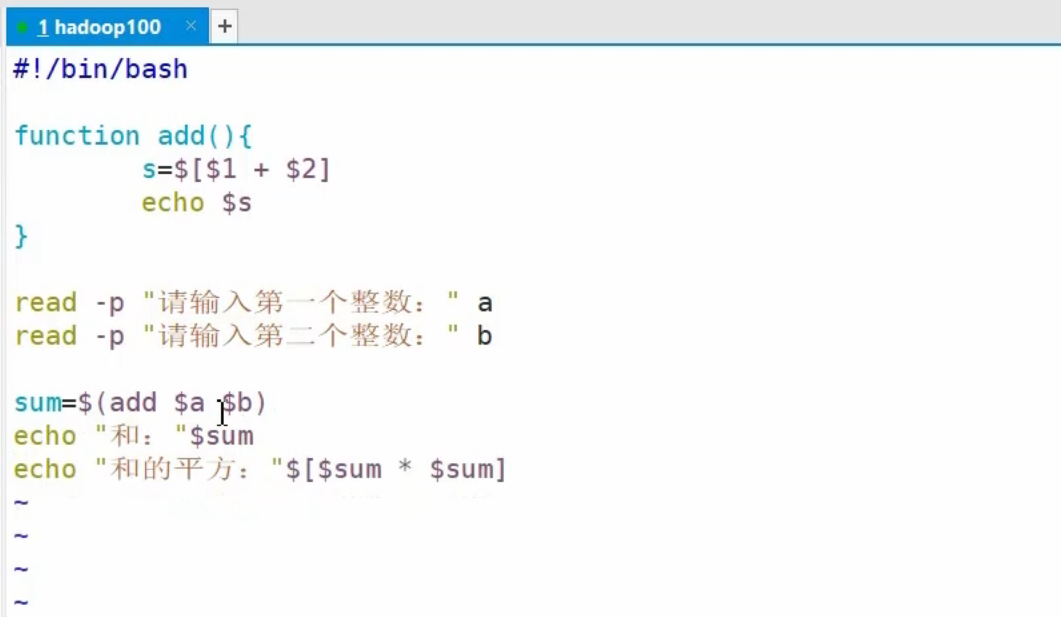 1 hadoop100 × +
#!/bin/bash
function add(){
        s=$[$1 + $2]
        echo $s
}
read -p "请输入第一个整数： " a
read -p "请输入第二个整数： " b
sum=$(add $a $b)
echo "和： "$sum
echo "和的平方： "$[$sum * $sum]
~
~
~
~